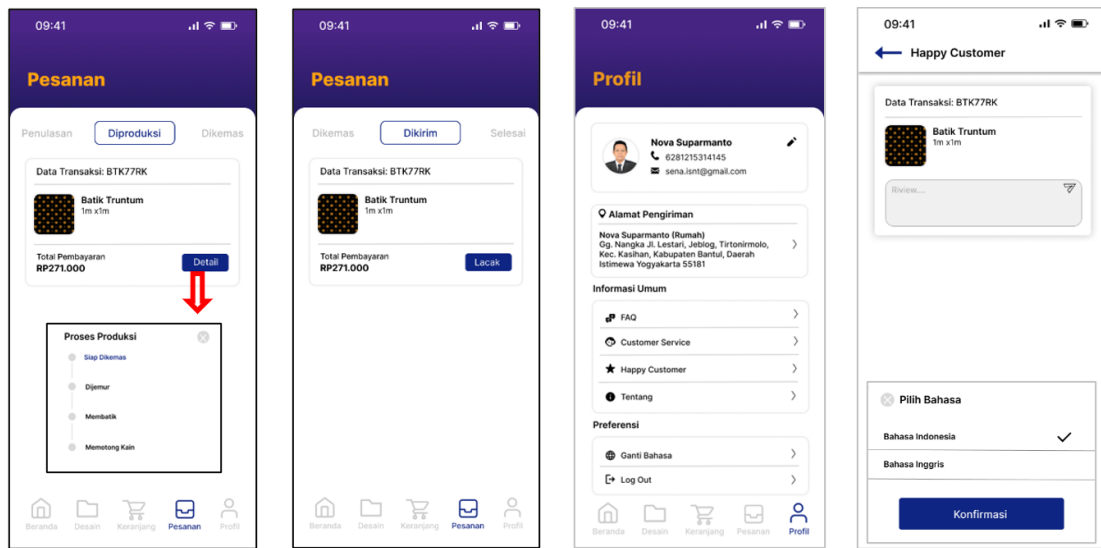 09:41
Pesanan
Penulasan Diproduksi Dikemas
Data Transaksi: BTK77RK
Batik Truntum
1m x1m
Total Pembayaran
RP271.000
Detail
Proses Produksi
Siap Dikemas
Dijemur
Membatik
Memotong Kain
Beranda Desain Keranjang Pesanan Profil
09:41
Pesanan
Dikemas Dikirim Selesai
Data Transaksi: BTK77RK
Batik Truntum
1m x1m
Total Pembayaran
RP271.000
Lacak
Beranda Desain Keranjang Pesanan Profil
09:41
Profil
Nova Suparmanto
6281215314145
sena.isnt@gmail.com
Alamat Pengiriman
Nova Suparmanto (Rumah)
Gg. Nangka Jl. Lestari, Jeblog, Tirtonirmolo,
Kec. Kasihan, Kabupaten Bantul, Daerah
Istimewa Yogyakarta 55181
Informasi Umum
FAQ
Customer Service
Happy Customer
Tentang
Preferensi
Ganti Bahasa
Log Out
Beranda Desain Keranjang Pesanan Profil
09:41
Happy Customer
Data Transaksi: BTK77RK
Batik Truntum
1m x1m
Riview....
Pilih Bahasa
Bahasa Indonesia
Bahasa Inggris
Konfirmasi